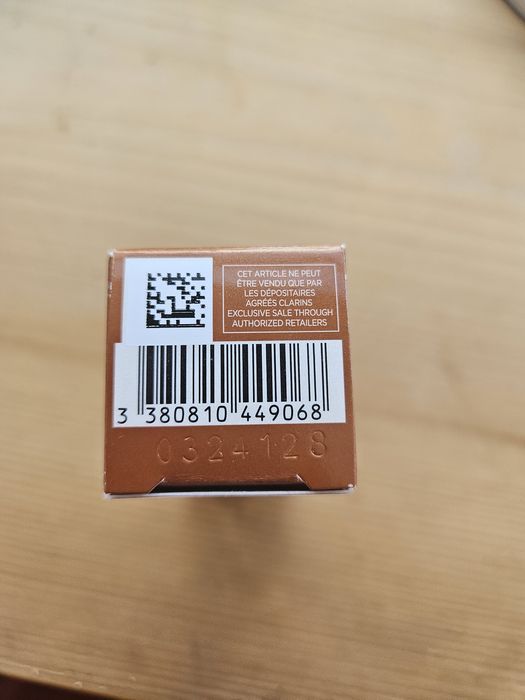 CET ARTICLE NE PEUT
ÊTRE VENDU QUE PAR
LES DÉPOSITAIRES
AGRÉÉS CLARINS
EXCLUSIVE SALE THROUGH
AUTHORIZED RETAILERS
3 380810 449068
0324128